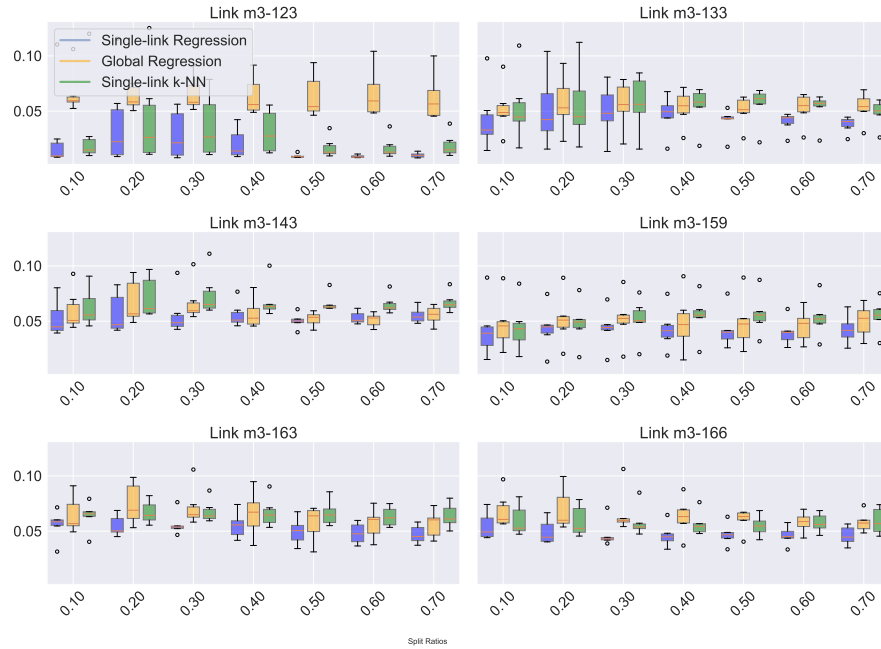 Link m3-123
Link m3-133
0.10
0.05
Single-link Regression
Global Regression
Single-link k-NN
0.10 0.20 0.30 0.40 0.50 0.60 0.70
0.10 0.20 0.30 0.40 0.50 0.60 0.70
Link m3-143
Link m3-159
0.10
0.05
0.10 0.20 0.30 0.40 0.50 0.60 0.70
0.10 0.20 0.30 0.40 0.50 0.60 0.70
Link m3-163
Link m3-166
0.10
0.05
0.10 0.20 0.30 0.40 0.50 0.60 0.70
0.10 0.20 0.30 0.40 0.50 0.60 0.70
Split Ratios